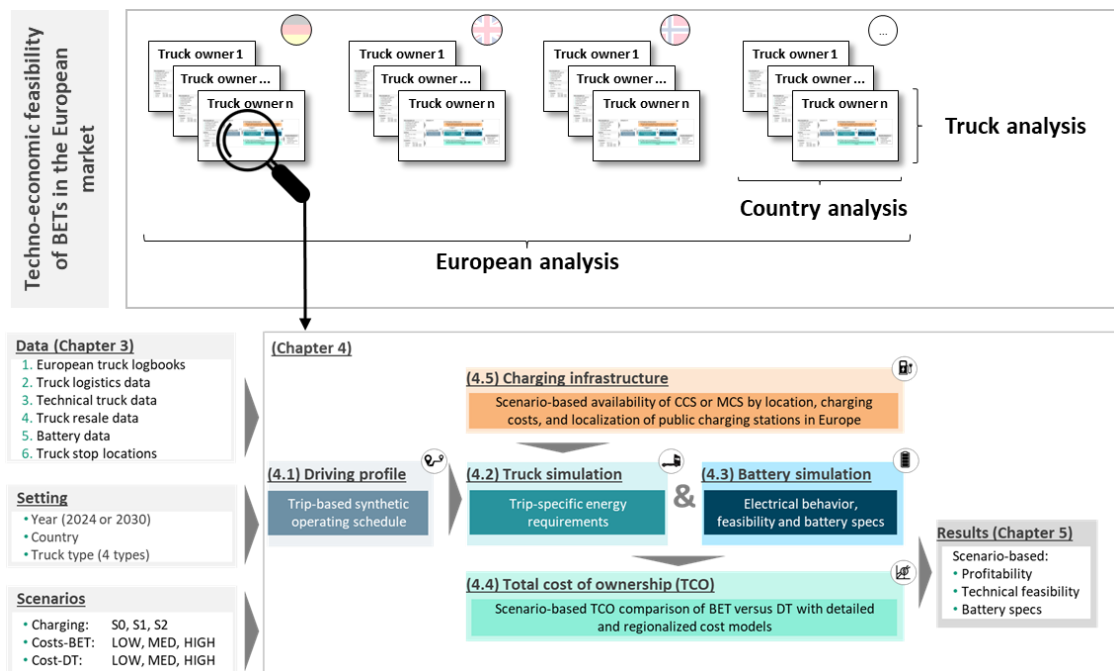 Techno-economic feasibility
of BETs in the European
market
Truck owner 1
Truck owner ...
Truck owner n
Truck owner 1
Truck owner ...
Truck owner n
Truck owner 1
Truck owner ...
Truck owner n
...
Truck owner 1
Truck owner ...
Truck owner n
Truck analysis
Country analysis
European analysis
Data (Chapter 3)
1. European truck logbooks
2. Truck logistics data
3. Technical truck data
4. Truck resale data
5. Battery data
6. Truck stop locations
Setting
• Year (2024 or 2030)
• Country
• Truck type (4 types)
Scenarios
• Charging: S0, S1, S2
• Costs-BET: LOW, MED, HIGH
• Cost-DT: LOW, MED, HIGH
(Chapter 4)
(4.5) Charging infrastructure
Scenario-based availability of CCS or MCS by location, charging
costs, and localization of public charging stations in Europe
(4.1) Driving profile
Trip-based synthetic
operating schedule
(4.2) Truck simulation
Trip-specific energy
requirements
&
(4.3) Battery simulation
Electrical behavior,
feasibility and battery specs
(4.4) Total cost of ownership (TCO)
Scenario-based TCO comparison of BET versus DT with detailed
and regionalized cost models
Results (Chapter 5)
Scenario-based:
• Profitability
• Technical feasibility
• Battery specs